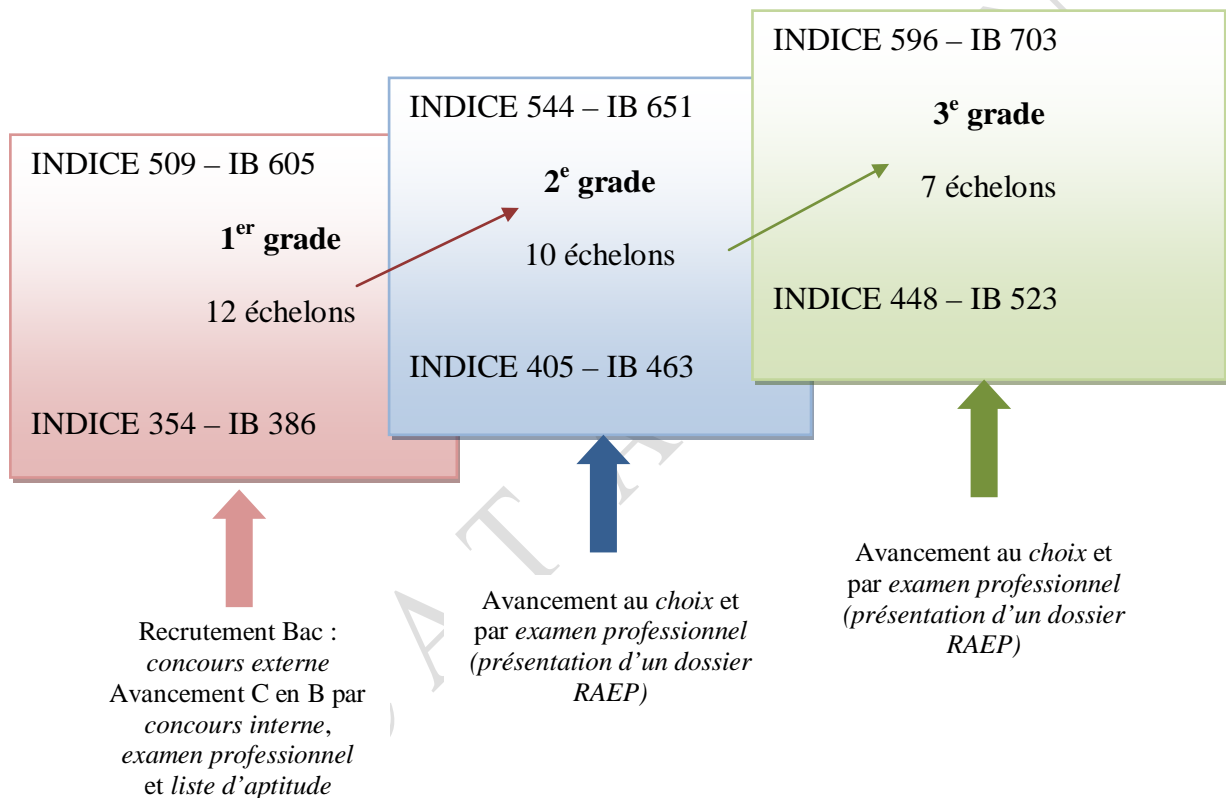 INDICE 509 – IB 605
1er grade
12 échelons
INDICE 354 – IB 386
INDICE 544 – IB 651
2e grade
10 échelons
INDICE 405 – IB 463
INDICE 596 – IB 703
3e grade
7 échelons
INDICE 448 – IB 523
Recrutement Bac :
concours externe
Avancement C en B par
concours interne,
examen professionnel
et liste d’aptitude
Avancement au choix et
par examen professionnel
(présentation d’un dossier
RAEP)
Avancement au choix et
par examen professionnel
(présentation d’un dossier
RAEP)